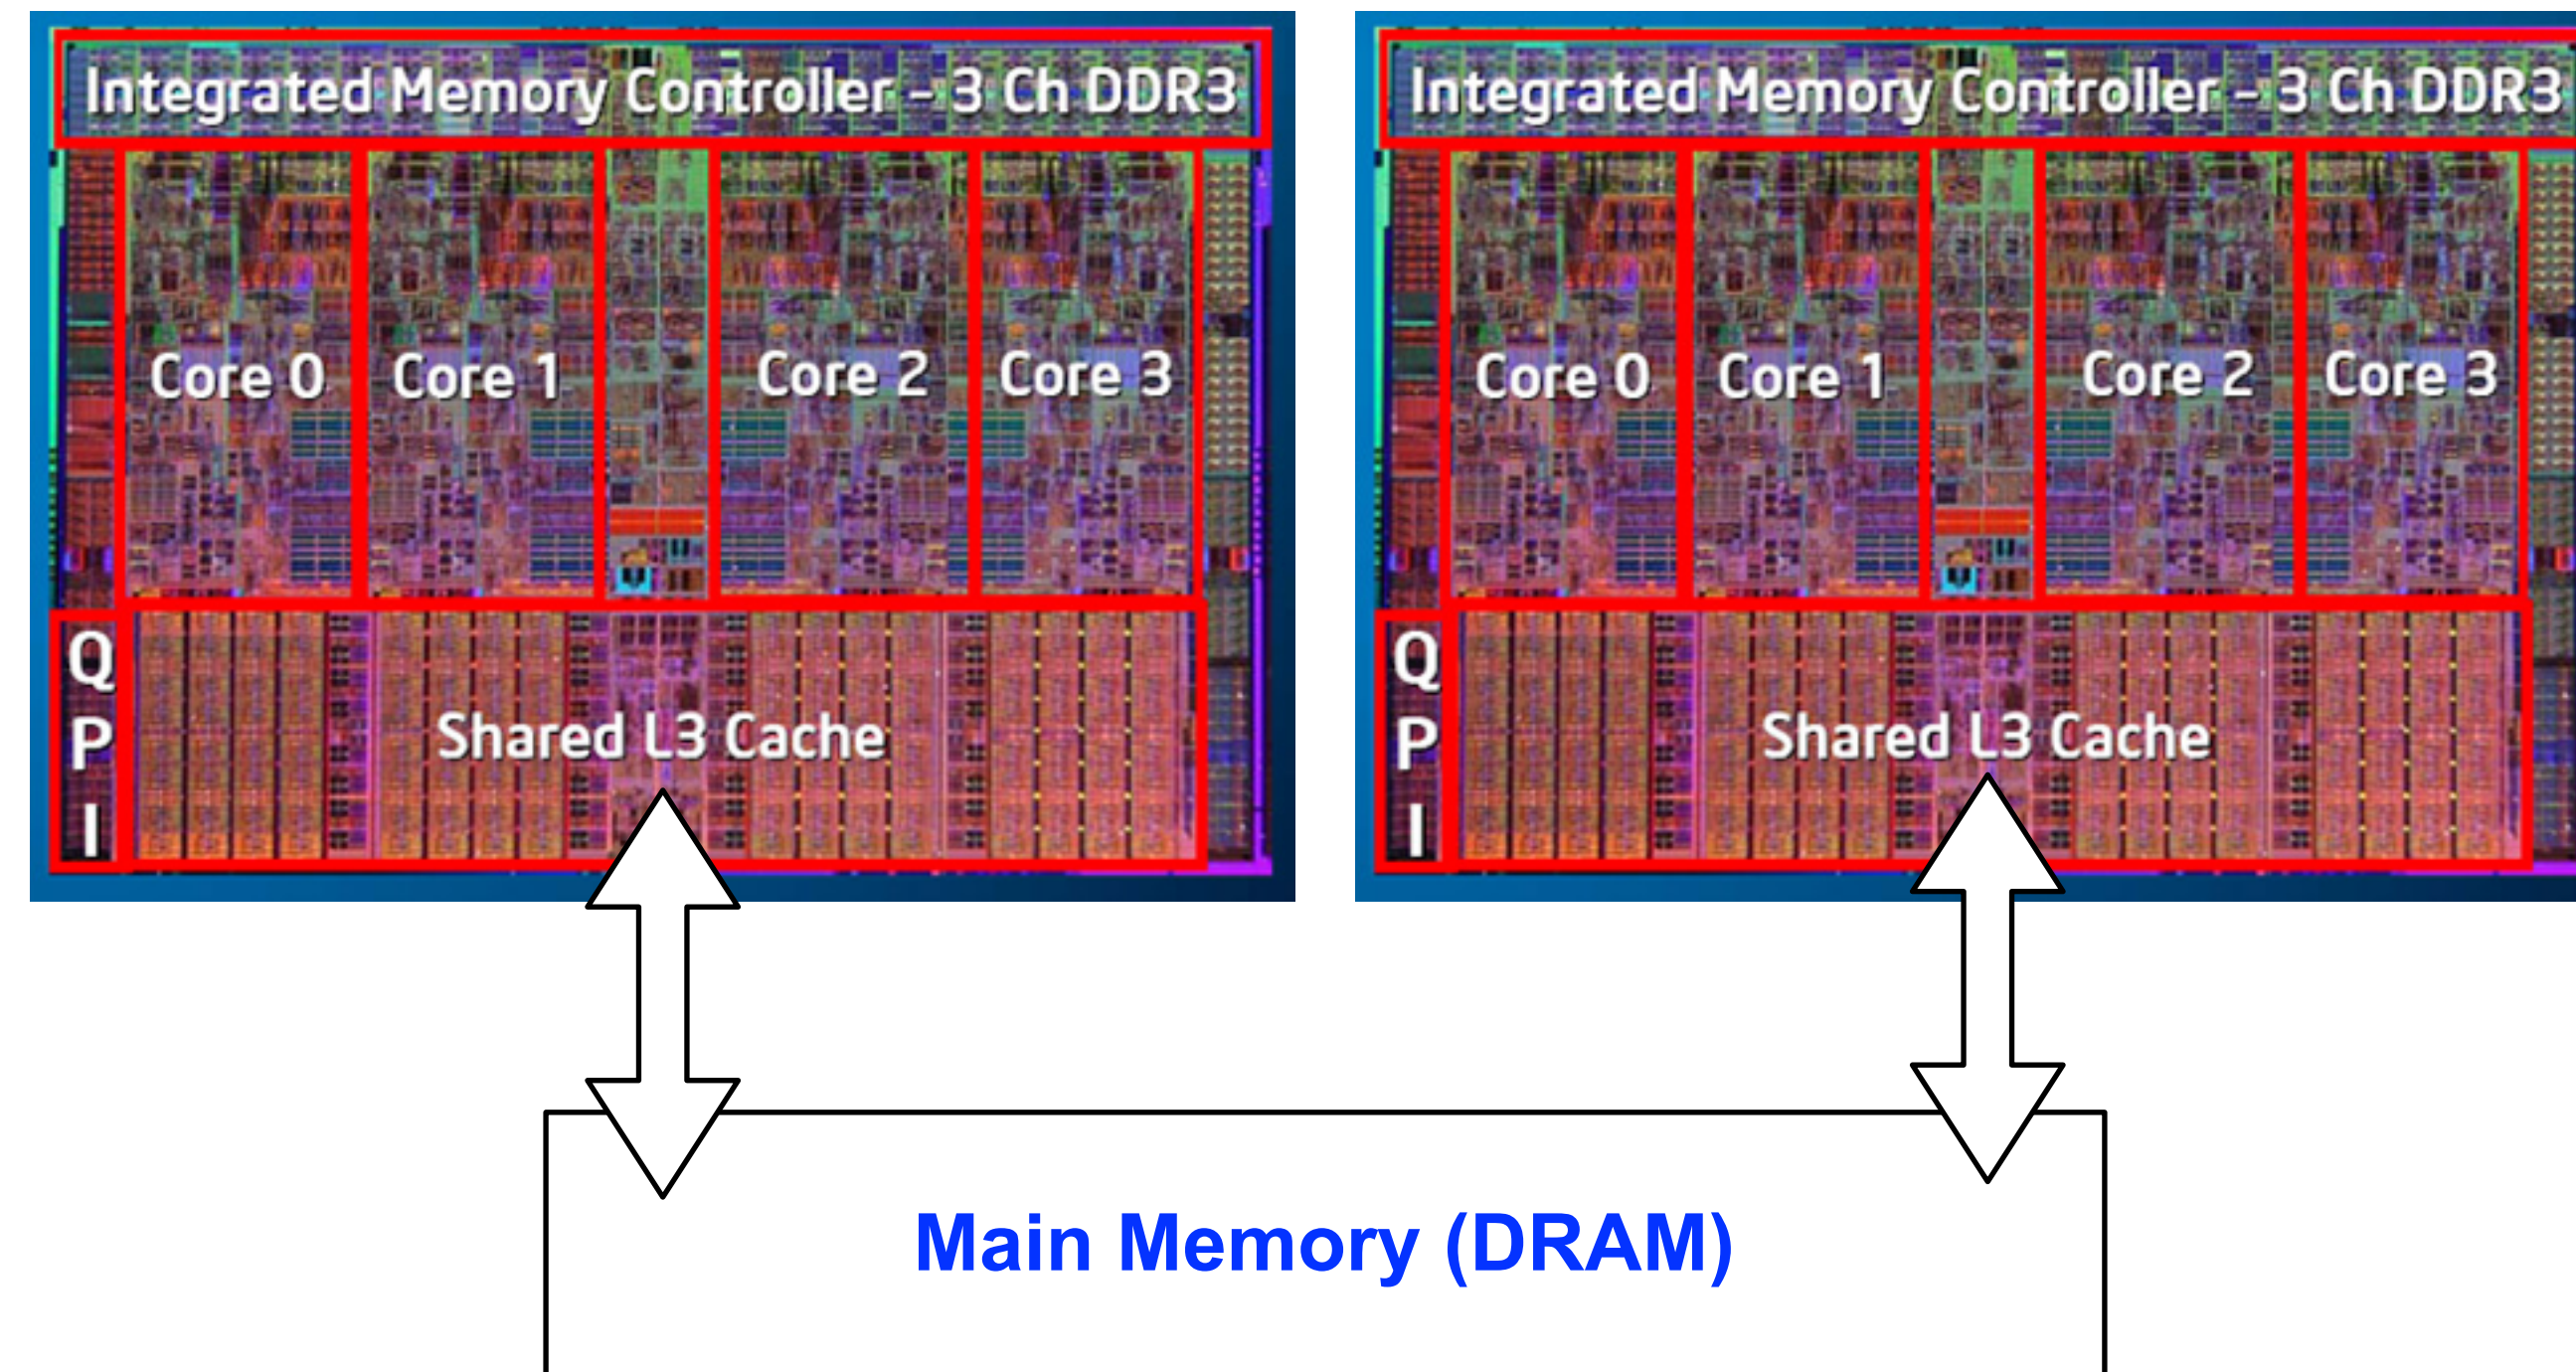 Integrated Memory Controller - 3 Ch DDR3
Core 0
Core 1
Core 2
Core 3
Q
P
I
Shared L3 Cache
Integrated Memory Controller - 3 Ch DDR3
Core 0
Core 1
Core 2
Core 3
Q
P
I
Shared L3 Cache
Main Memory (DRAM)